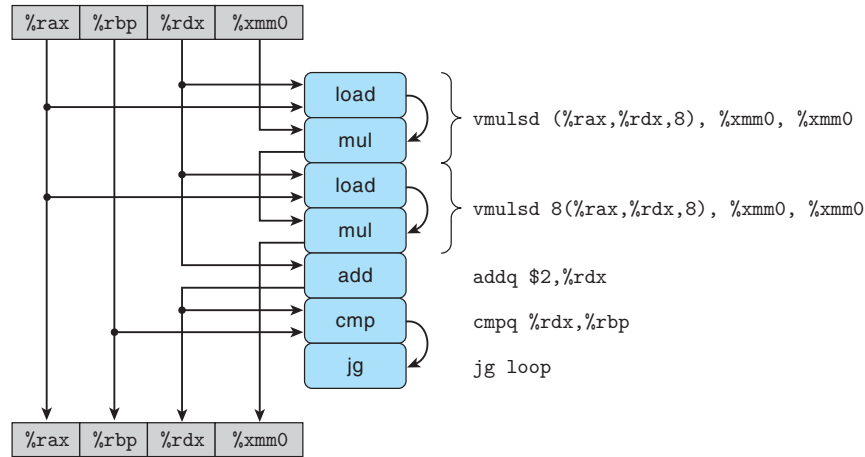 %rax %rbp %rdx %xmm0
load
mul
vmulsd (%rax,%rdx,8), %xmm0, %xmm0
load
mul
vmulsd 8(%rax,%rdx,8), %xmm0, %xmm0
add
addq $2,%rdx
cmp
cmpq %rdx,%rbp
jg
jg loop
%rax %rbp %rdx %xmm0